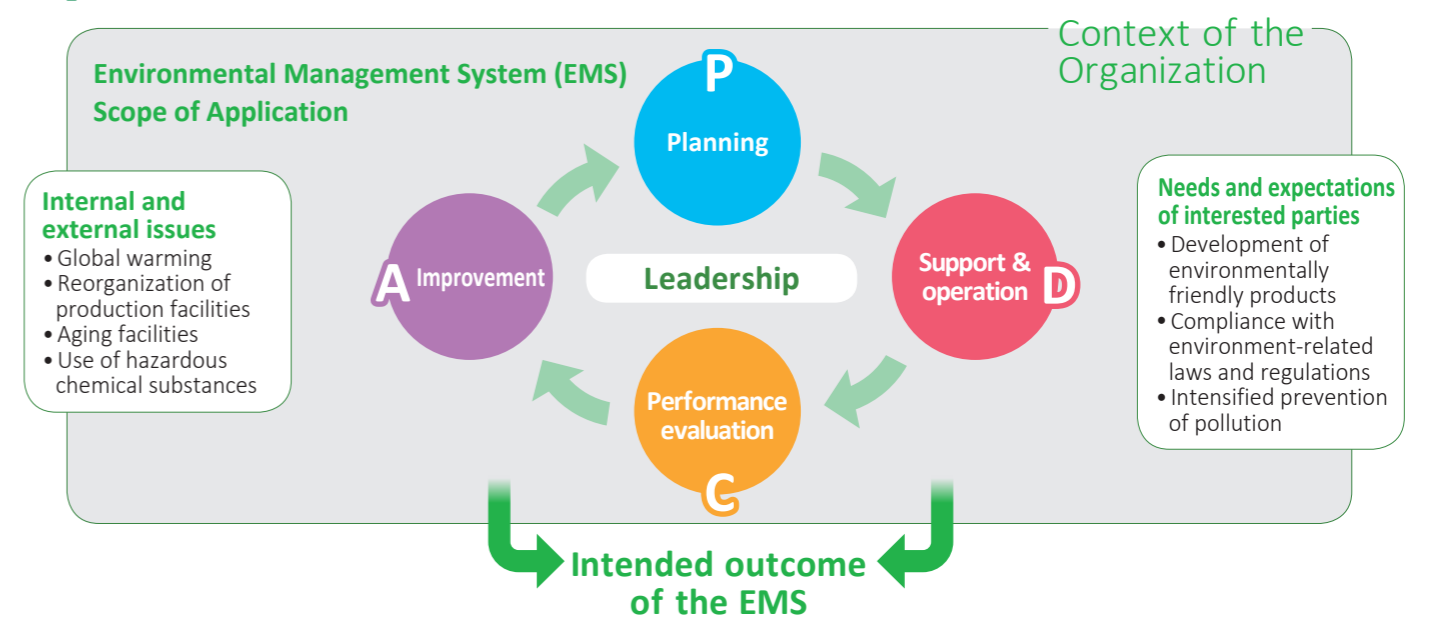 Context of the
Organization
Environmental Management System (EMS)
Scope of Application
P
Planning
Internal and
external issues
• Global warming
• Reorganization of
production facilities
• Aging facilities
• Use of hazardous
chemical substances
A Improvement
Leadership
Support &
operation D
Performance
evaluation
C
Needs and expectations
of interested parties
• Development of
environmentally
friendly products
• Compliance with
environment-related
laws and regulations
• Intensified prevention
of pollution
Intended outcome
of the EMS